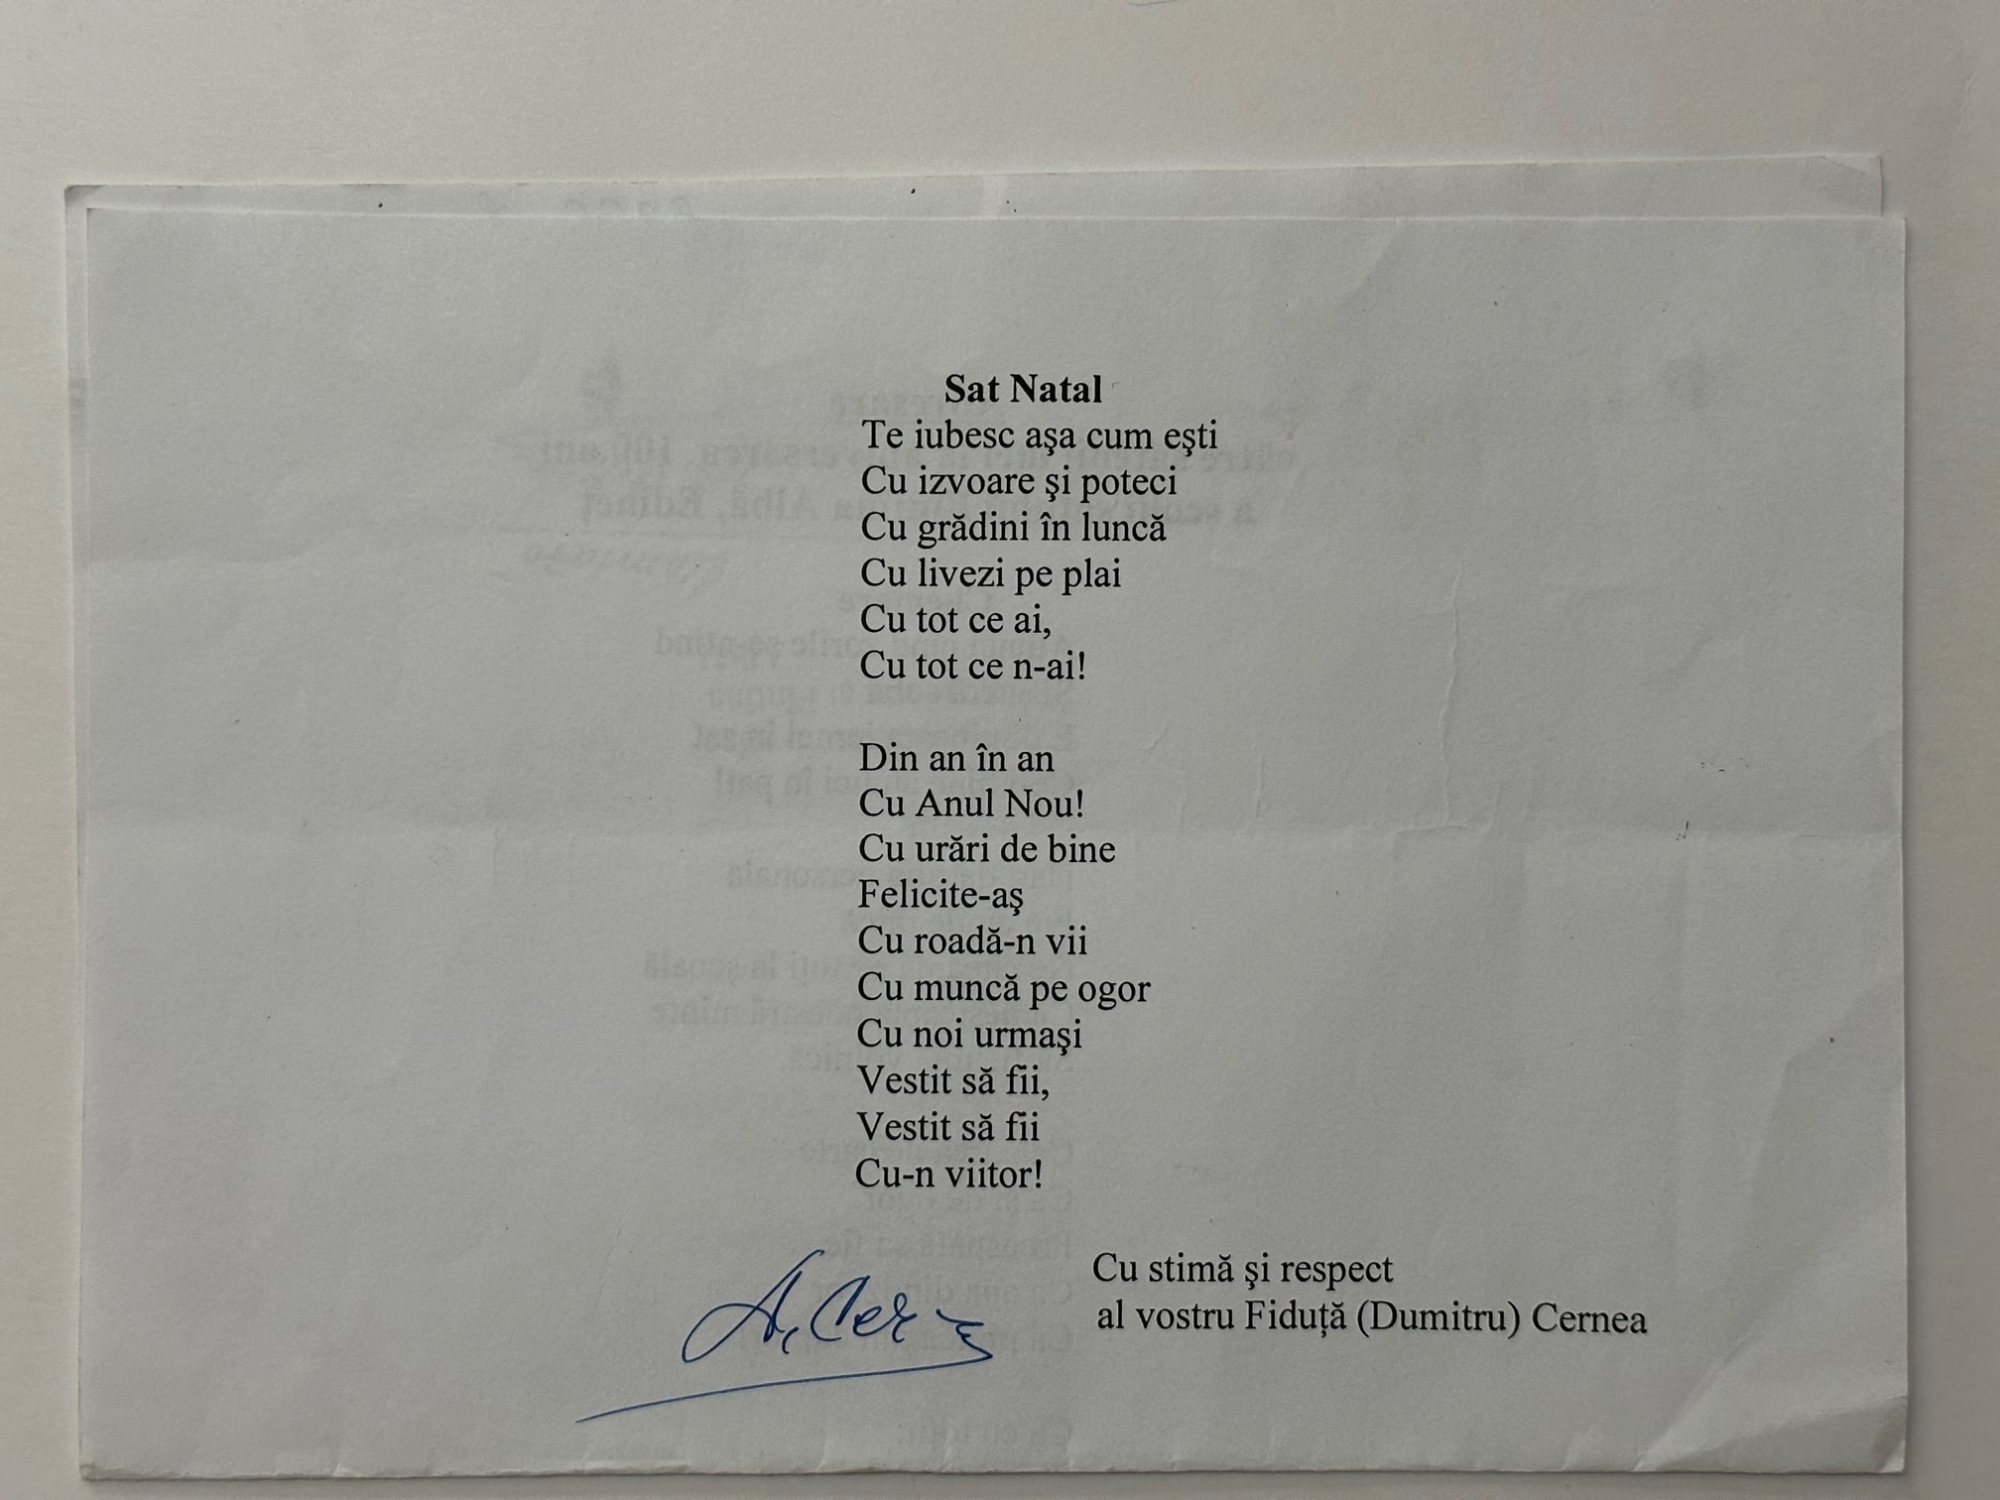 Sat Natal
Te iubesc aşa cum eşti
Cu izvoare şi poteci
Cu grădini în luncă
Cu livezi pe plai
Cu tot ce ai,
Cu tot ce n-ai!
Din an în an
Cu Anul Nou!
Cu urări de bine
Felicite-aş
Cu roadă-n vii
Cu muncă pe ogor
Cu noi urmaşi
Vestit să fii,
Vestit să fii
Cu-n viitor!
Cu stimă şi respect
al vostru Fiduţă (Dumitru) Cernea